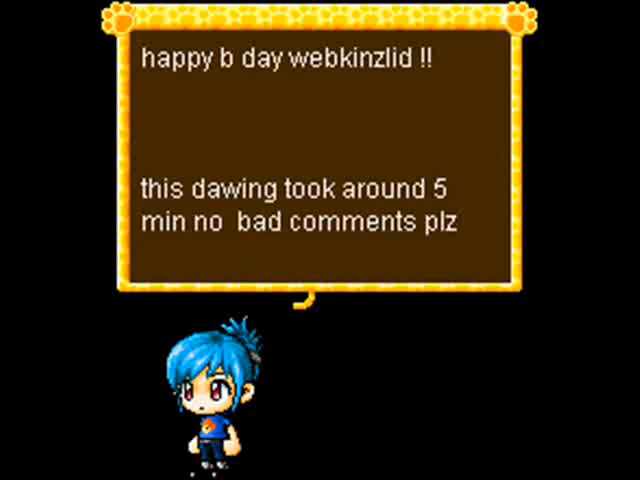 happy b day webkinzlid !!
this dawing took around 5
min no  bad comments plz